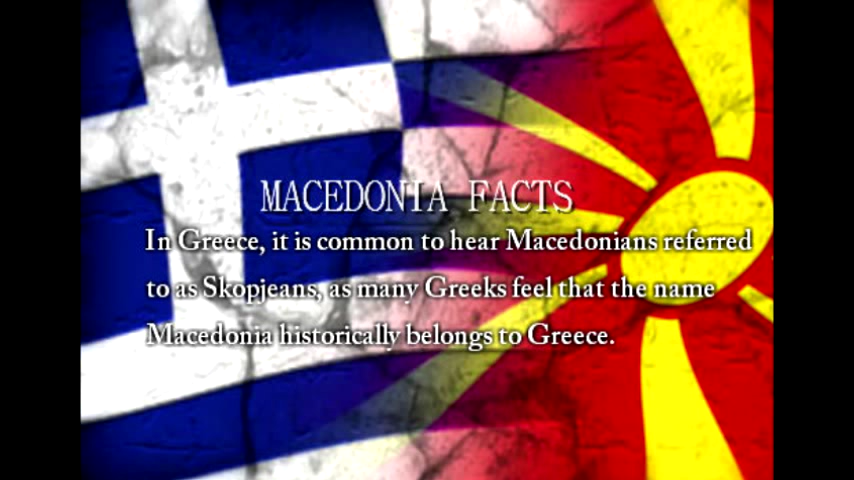 MACEDONIA FACTS
In Greece, it is common to hear Macedonians referred
to as Skopjeans, as many Greeks feel that the name
Macedonia historically belongs to Greece.